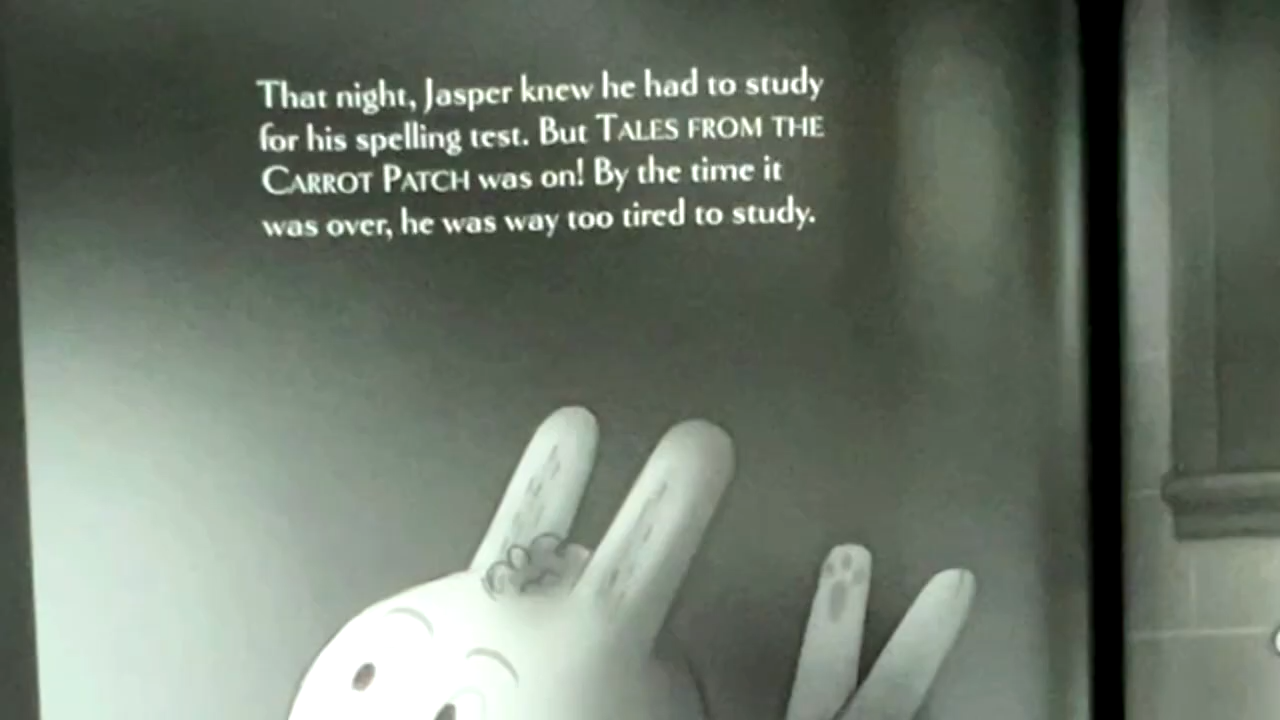 That night, Jasper knew he had to study
for his spelling test. But TALES FROM THE
CARROT PATCH was on! By the time it
was over, he was way too tired to study.